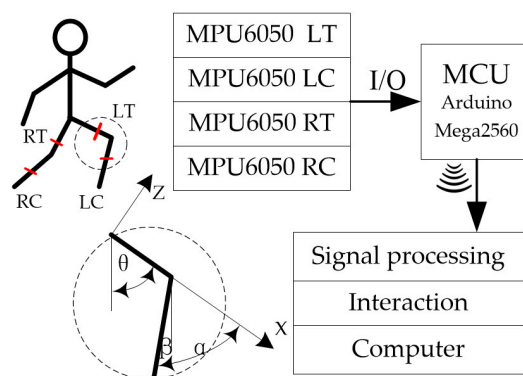 MPU6050 LT
MPU6050 LC
MPU6050 RT
MPU6050 RC
I/O
MCU
Arduino
Mega2560
LT
RT
RC
LC
Z
θ
β
α
X
Signal processing
Interaction
Computer